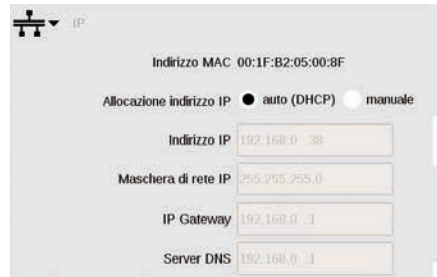 IP
Indirizzo MAC 00:1F:B2:05:00:8F
Allocazione indirizzo IP auto (DHCP) manuale
Indirizzo IP 192.168.0 .38
Maschera di rete IP 255.255.255.0
IP Gateway 192.168.0 .1
Server DNS 192.168.0 .1